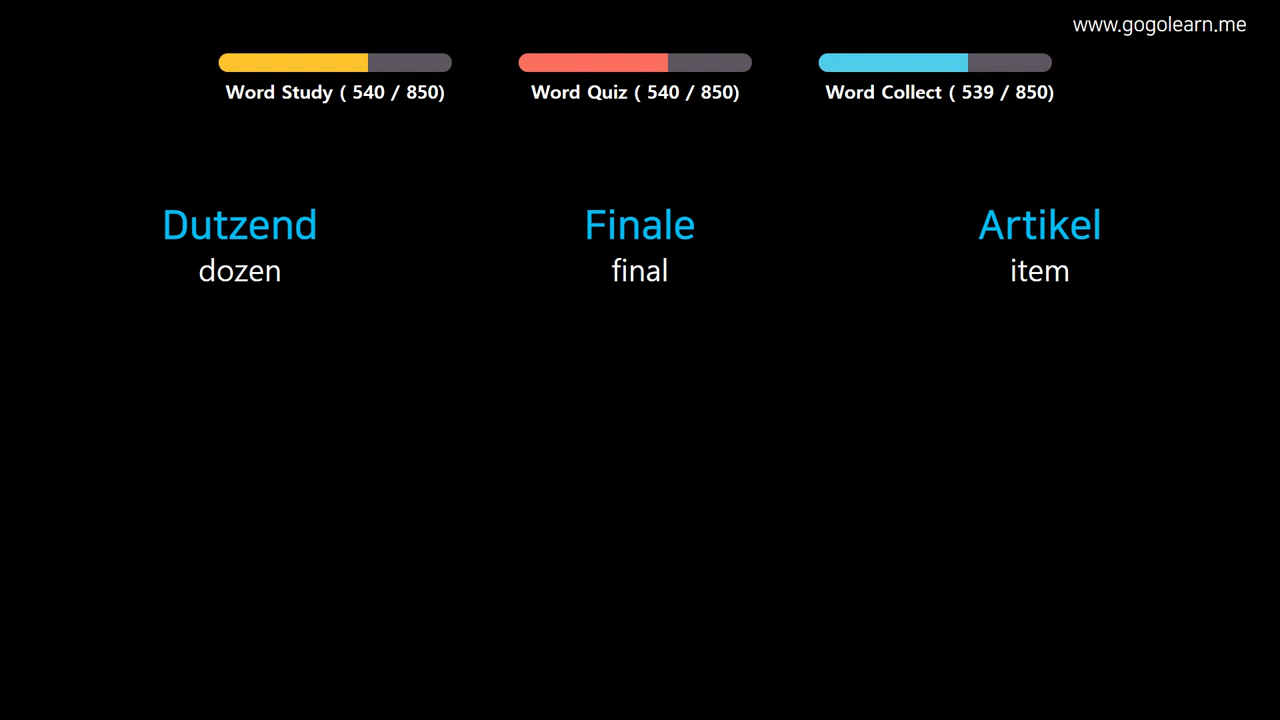 www.gogolearn.me
Word Study ( 540 / 850)
Word Quiz ( 540 / 850)
Word Collect ( 539 / 850)
Dutzend
dozen
Finale
final
Artikel
item